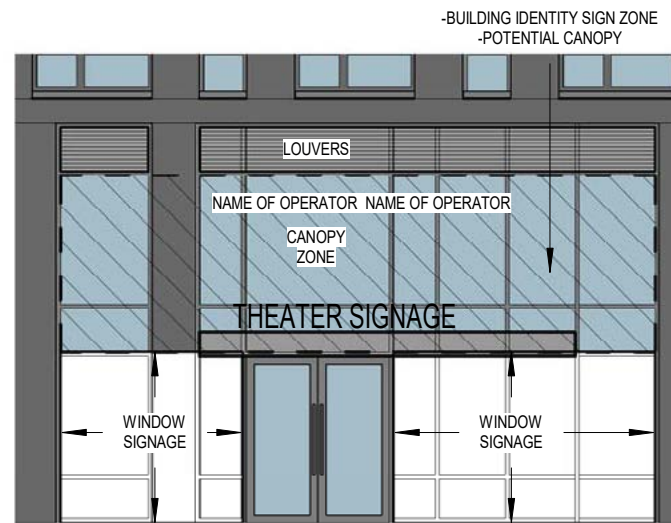 -BUILDING IDENTITY SIGN ZONE
-POTENTIAL CANOPY
LOUVERS
NAME OF OPERATOR NAME OF OPERATOR
CANOPY
ZONE
THEATER SIGNAGE
WINDOW
SIGNAGE
WINDOW
SIGNAGE